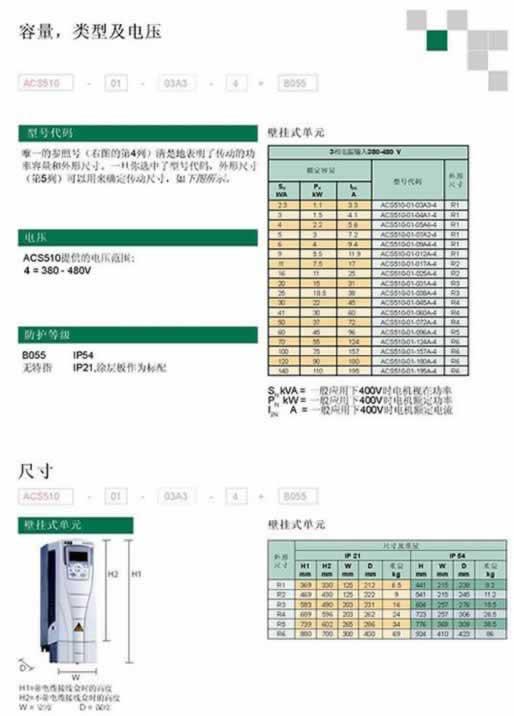 容量，类型及电压
ACS510 - 01 - 03A3 - 4 + B055
型号代码
唯一的参照号（右图的第4列）清楚地表明了传动的功
率容量和外形尺寸。一旦你选中了型号代码，外形尺寸
（第5列）可以用来确定传动尺寸，如下图所示。
电压
ACS510提供的电压范围：
4 = 380 - 480V
防护等级
B055 IP54
无特指 IP21,涂层板作为标配
壁挂式单元
3相电源输入380-480 V
额定容量 型号代码 外形尺寸
kVA kW A
2.3 1.1 3.3 ACS510-01-03A3-4 R1
3 1.5 4.1 ACS510-01-04A1-4 R1
4 2.2 5.6 ACS510-01-05A6-4 R1
5 3 7.2 ACS510-01-07A2-4 R1
6 4 9.4 ACS510-01-09A4-4 R1
9 5.5 11.9 ACS510-01-012A-4 R1
11 7.5 17 ACS510-01-017A-4 R2
16 11 25 ACS510-01-025A-4 R2
20 15 31 ACS510-01-031A-4 R3
25 18.5 38 ACS510-01-038A-4 R3
30 22 45 ACS510-01-045A-4 R4
41 30 60 ACS510-01-060A-4 R4
50 37 72 ACS510-01-072A-4 R4
60 45 96 ACS510-01-096A-4 R5
70 55 124 ACS510-01-124A-4 R6
100 75 157 ACS510-01-157A-4 R6
120 90 180 ACS510-01-180A-4 R6
140 110 195 ACS510-01-195A-4 R6
kVA = 一般应用下400V时电机视在功率
kW = 一般应用下400V时电机额定功率
I2N A = 一般应用下400V时电机额定电流
尺寸
ACS510 - 01 - 03A3 - 4 + B055
壁挂式单元
H2 H1
D
W
H1=带电缆接线盒时的高度
H2=不带电缆接线盒时的高度
W = 宽度 D = 深度
壁挂式单元
尺寸及重量
外形尺寸 IP 21 IP 54
H1 H2 W D 重量 H W D 重量
mm mm mm mm kg mm mm mm kg
R1 369 330 125 212 6.5 441 215 238 8.2
R2 469 430 125 222 9 541 215 245 11.2
R3 583 490 203 231 16 604 257 276 18.5
R4 689 596 203 262 24 723 257 306 26.5
R5 739 602 265 286 34 776 369 309 38.5
R6 880 700 300 400 69 924 410 423 86